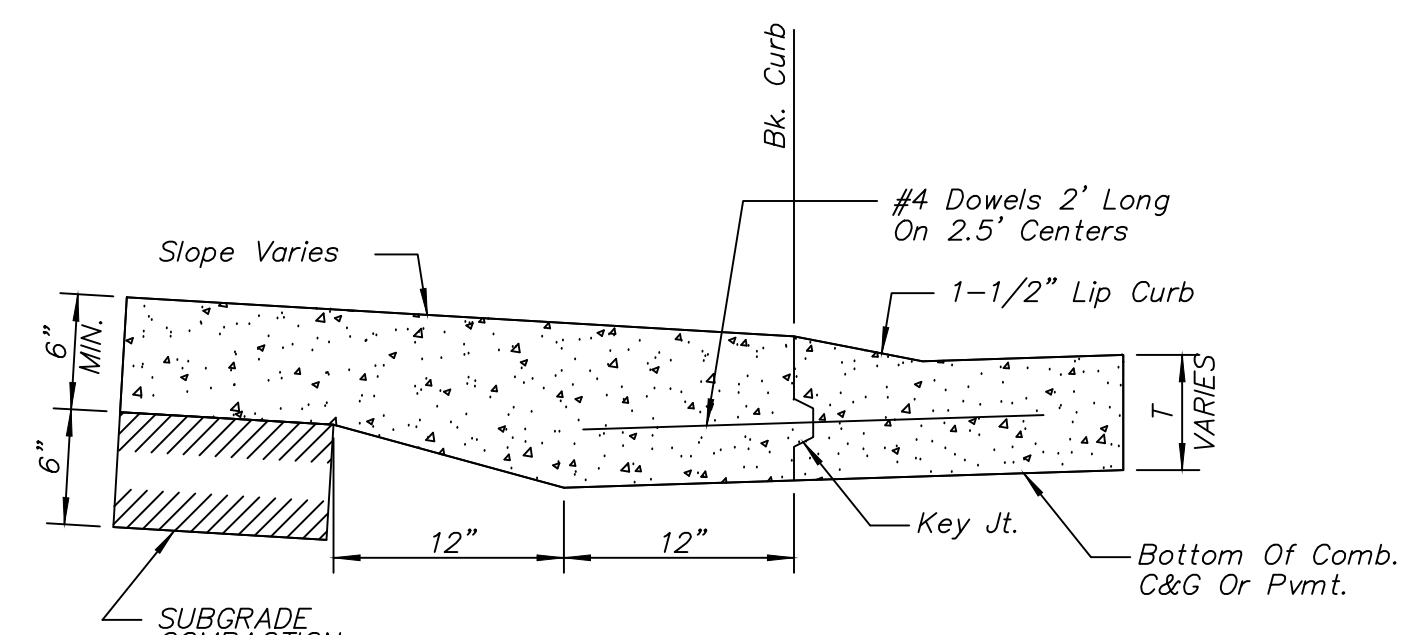 Bk. Curb
#4 Dowels 2' Long
On 2.5' Centers
Slope Varies
1-1/2" Lip Curb
6"
MIN.
6"
T
VARIES
12"
12"
Key Jt.
Bottom Of Comb.
C&G Or Pvmt.
SUBGRADE